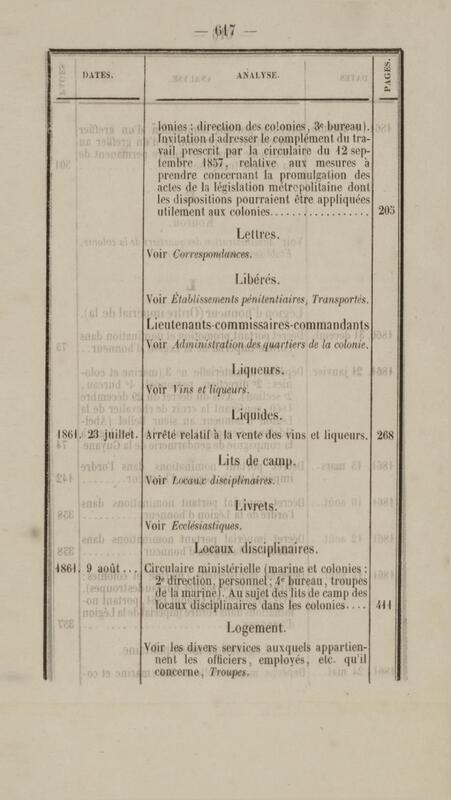 — 617 —
DATES.
ANALYSE.
PAGES.
lonies : direction des colonies, 3e bureau).
Invitation d'adresser le complément du tra-
vail prescrit par la circulaire du 12 sep-
tembre 1857, relative aux mesures à
prendre concernant la promulgation des
actes de la législation métropolitaine dont
les dispositions pourraient être appliquées
utilement aux colonies.................. 205
Lettres.
Voir Correspondances.
Libérés.
Voir Établissements pénitentiaires, Transportés.
Lieutenants-commissaires-commandants
Voir Administration des quartiers de la colonie.
Liqueurs.
Voir Vins et liqueurs.
Liquides.
1861. 23 juillet. Arrêté relatif à la vente des vins et liqueurs. 268
Lits de camp.
Voir Locaux disciplinaires.
Livrets.
Voir Ecclésiastiques.
Locaux disciplinaires.
1861. 9 août... Circulaire ministérielle (marine et colonies :
2e direction, personnel ; 4e bureau, troupes
de la marine). Au sujet des lits de camp des
locaux disciplinaires dans les colonies.... 411
Logement.
Voir les divers services auxquels appartien-
nent les officiers, employés, etc. qu'il
concerne, Troupes.